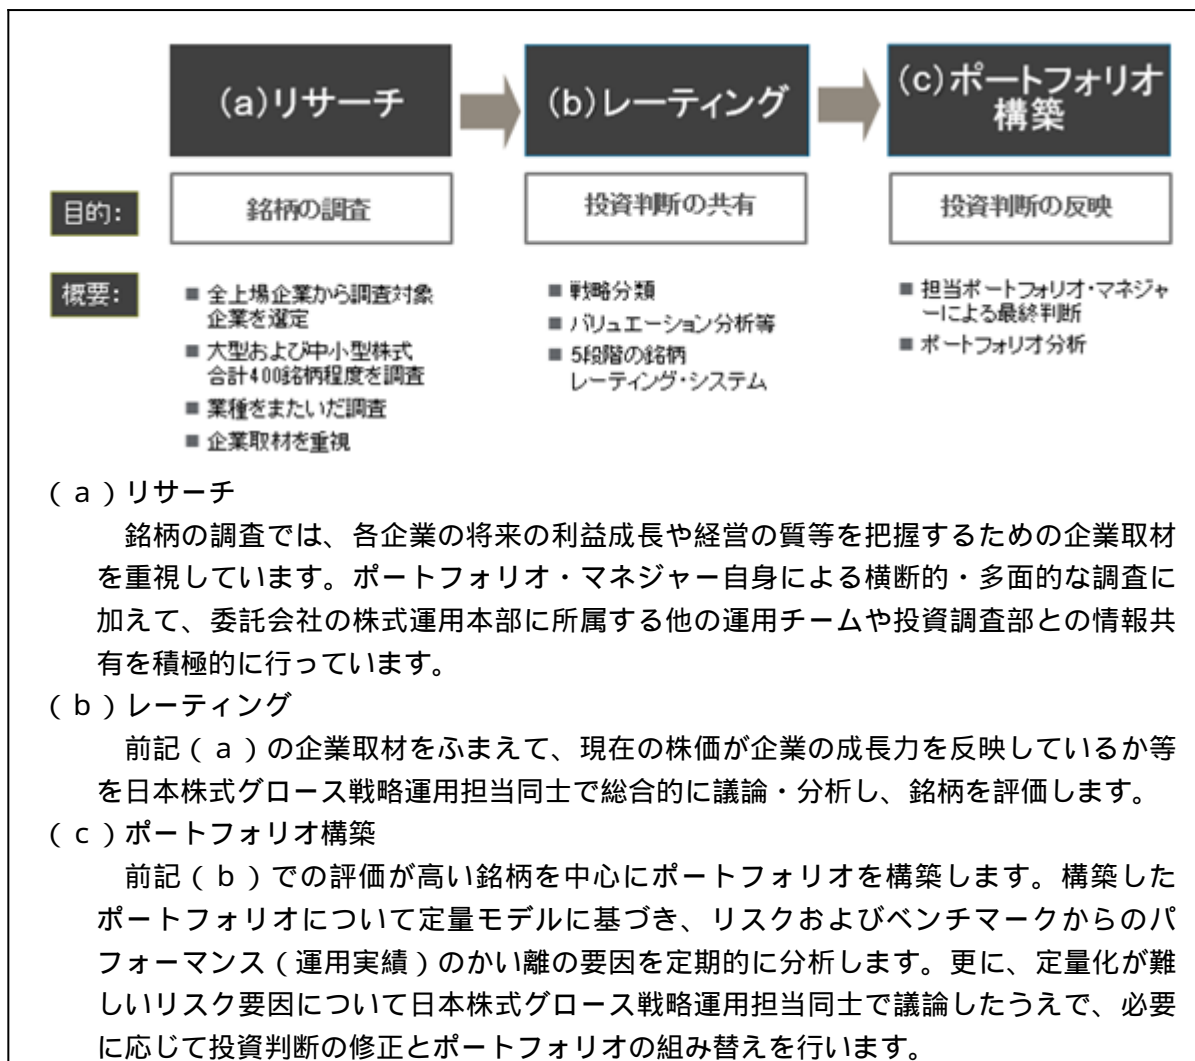 (a)リサーチ
(b)レーティング
(c)ポートフォリオ
構築
目的:
銘柄の調査
投資判断の共有
投資判断の反映
概要:
■ 全上場企業から調査対象
企業を選定
■ 大型および中小型株式
合計400銘柄程度を調査
■ 業種をまたいだ調査
■ 企業取材を重視
■ 戦略分類
■ バリュエーション分析等
■ 5段階の銘柄
レーティング・システム
■ 担当ポートフォリオ・マネジャ
ーによる最終判断
■ ポートフォリオ分析
(a)リサーチ
銘柄の調査では、各企業の将来の利益成長や経営の質等を把握するための企業取材
を重視しています。ポートフォリオ・マネジャー自身による横断的・多面的な調査に
加えて、委託会社の株式運用本部に所属する他の運用チームや投資調査部との情報共
有を積極的に行っています。
(b)レーティング
前記(a)の企業取材をふまえて、現在の株価が企業の成長力を反映しているか等
を日本株式グロース戦略運用担当同士で総合的に議論・分析し、銘柄を評価します。
(c)ポートフォリオ構築
前記(b)での評価が高い銘柄を中心にポートフォリオを構築します。構築した
ポートフォリオについて定量モデルに基づき、リスクおよびベンチマークからのパ
フォーマンス(運用実績)のかい離の要因を定期的に分析します。更に、定量化が難
しいリスク要因について日本株式グロース戦略運用担当同士で議論したうえで、必要
に応じて投資判断の修正とポートフォリオの組み替えを行います。